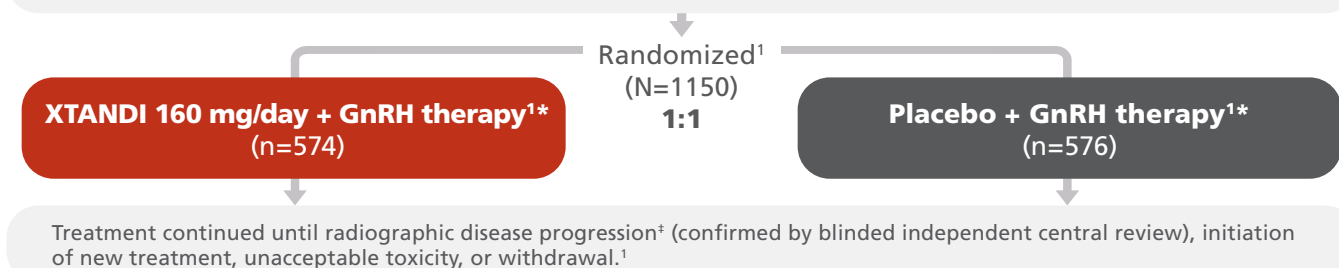 Randomized¹
(N=1150)
1:1
XTANDI 160 mg/day + GnRH therapy¹*
(n=574)
Placebo + GnRH therapy¹*
(n=576)
Treatment continued until radiographic disease progression‡ (confirmed by blinded independent central review), initiation
of new treatment, unacceptable toxicity, or withdrawal.¹